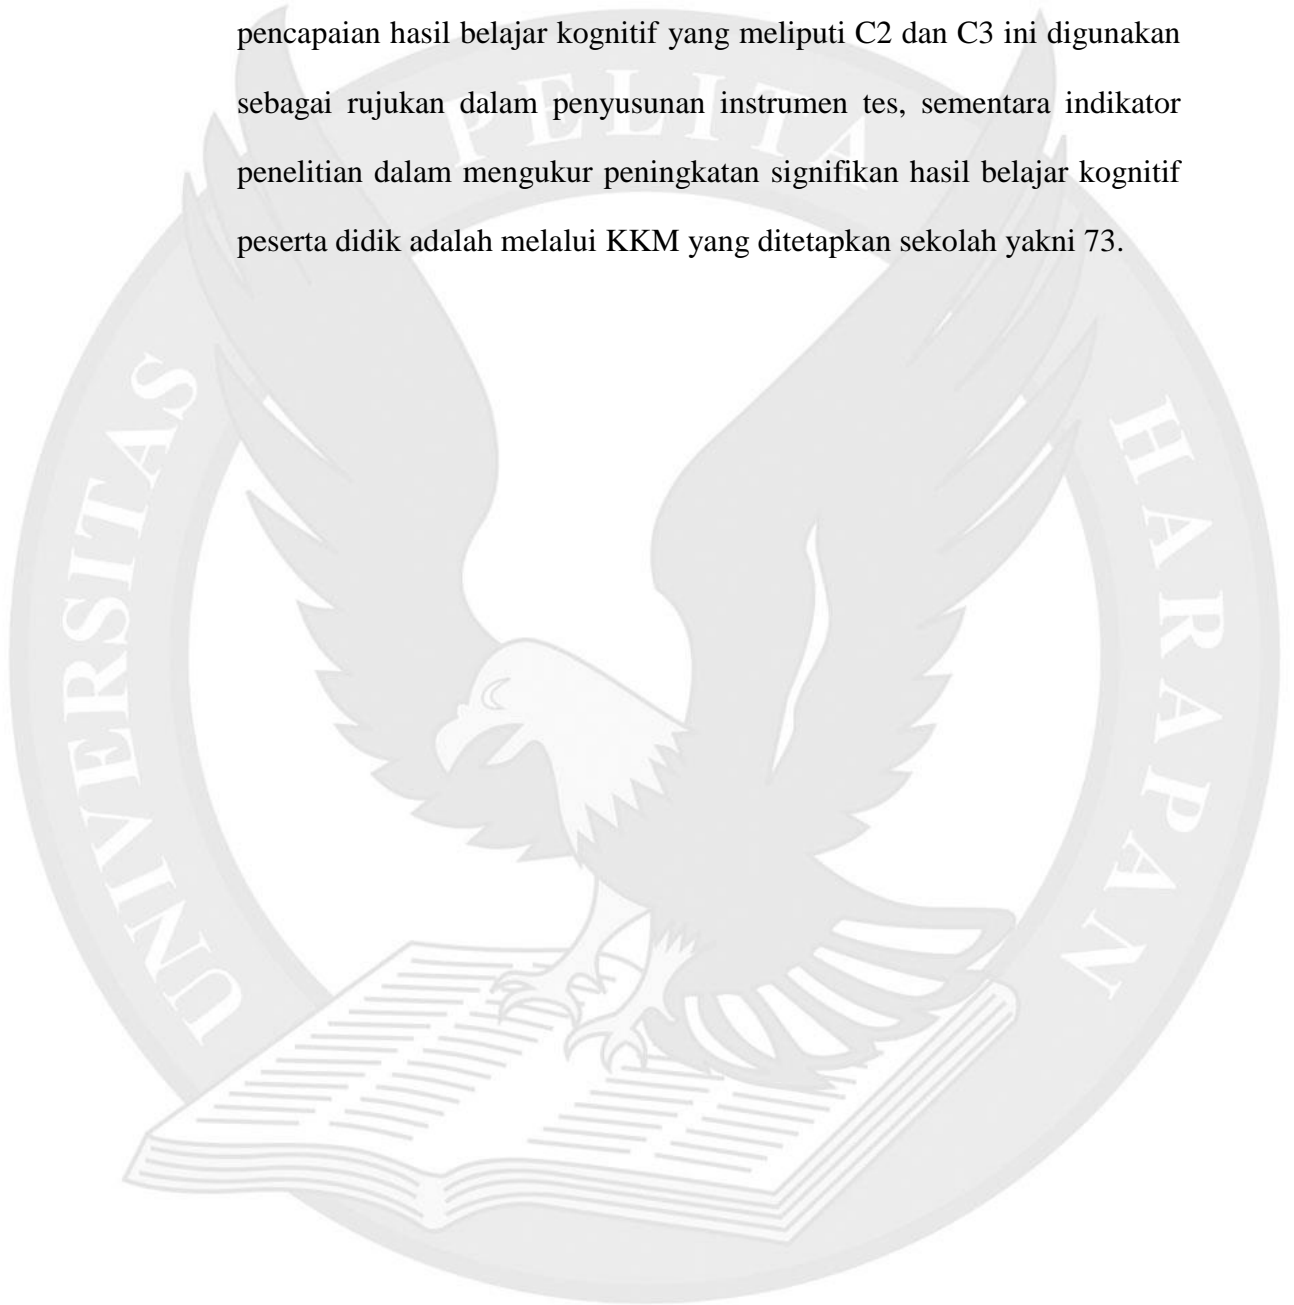 pencapaian hasil belajar kognitif yang meliputi C2 dan C3 ini digunakan
sebagai rujukan dalam penyusunan instrumen tes, sementara indikator
penelitian dalam mengukur peningkatan signifikan hasil belajar kognitif
peserta didik adalah melalui KKM yang ditetapkan sekolah yakni 73.
UNIVERSITAS PELITA HARAPAN